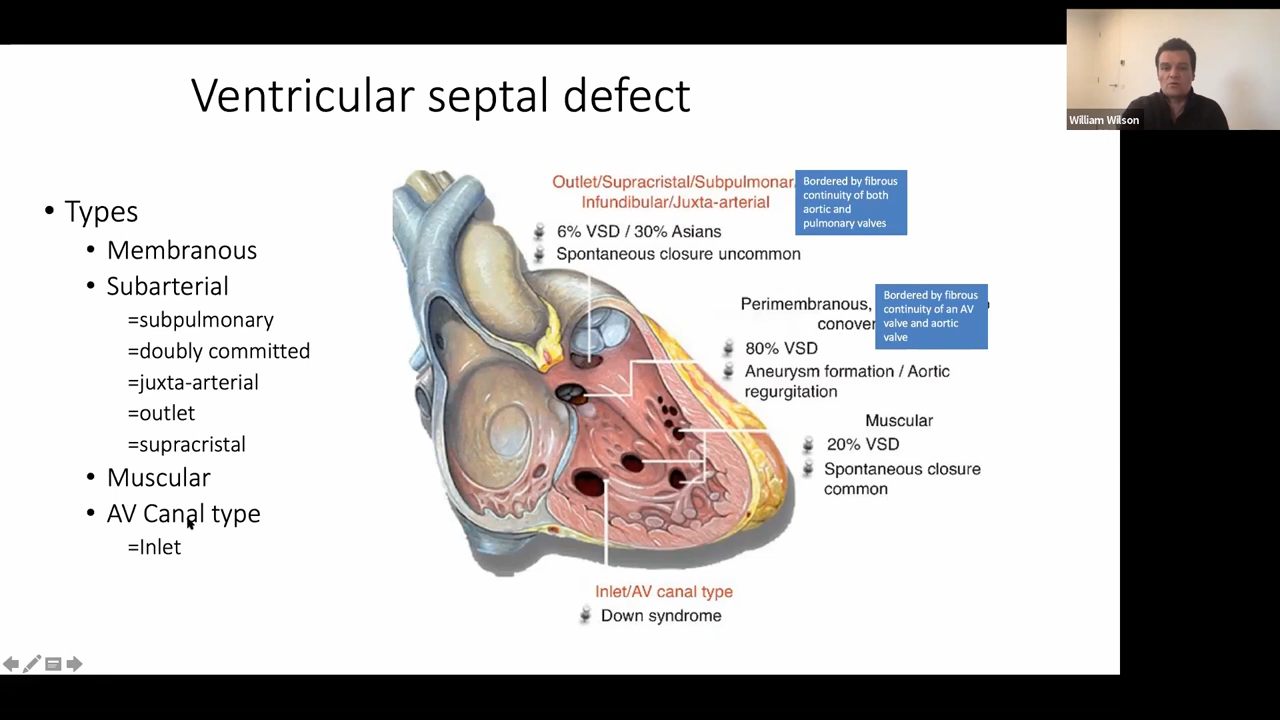 Ventricular septal defect
William Wilson
• Types
• Membranous
• Subarterial
=subpulmonary
=doubly committed
=juxta-arterial
=outlet
=supracristal
• Muscular
• AV Canal type
=Inlet
Outlet/Supracristal/Subpulmonar
Infundibular/Juxta-arterial
6% VSD / 30% Asians
Spontaneous closure uncommon
Bordered by fibrous
continuity of both
aortic and
pulmonary valves
Perimembranous,
conover
80% VSD
Aneurysm formation / Aortic
regurgitation
Bordered by fibrous
continuity of an AV
valve and aortic
valve
Muscular
20% VSD
Spontaneous closure
common
Inlet/AV canal type
Down syndrome